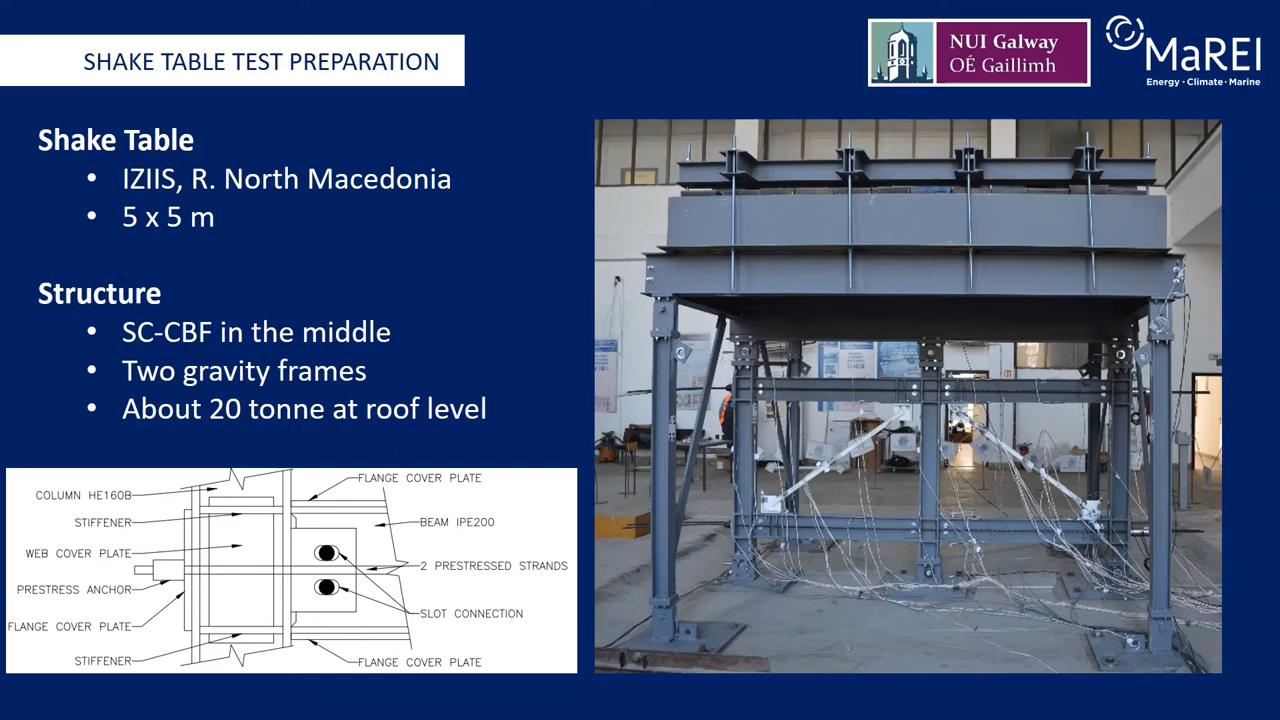 SHAKE TABLE TEST PREPARATION
NUI Galway
OÉ Gaillimh
MaREI
Energy · Climate · Marine
Shake Table
• IZIIS, R. North Macedonia
• 5 x 5 m
Structure
• SC-CBF in the middle
• Two gravity frames
• About 20 tonne at roof level
COLUMN HE160B
STIFFENER
WEB COVER PLATE
PRESTRESS ANCHOR
FLANGE COVER PLATE
STIFFENER
FLANGE COVER PLATE
BEAM IPE200
2 PRESTRESSED STRANDS
SLOT CONNECTION
FLANGE COVER PLATE